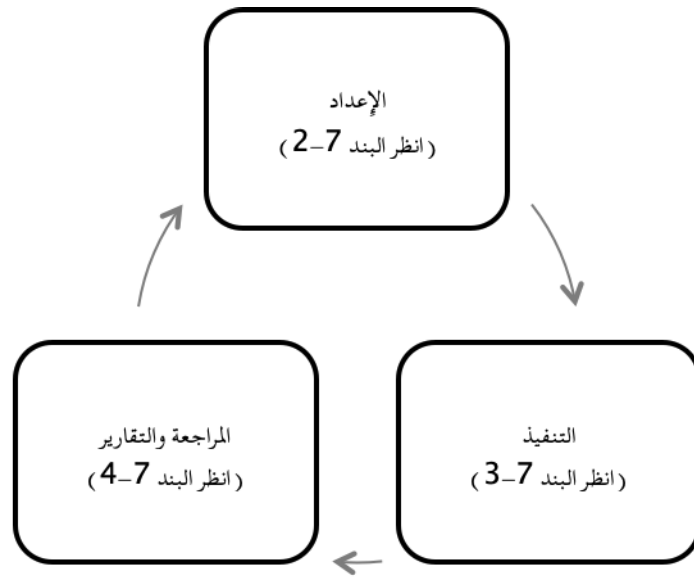 الإعداد
(انظر البند 7–2)
التنفيذ
(انظر البند 7–3)
المراجعة والتقارير
(انظر البند 7–4)